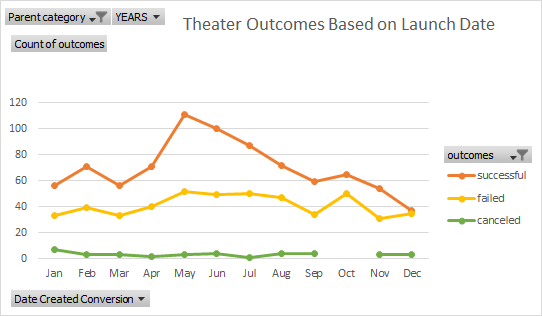 Parent category YEARS
Theater Outcomes Based on Launch Date
Count of outcomes
120
100
80
60
40
20
0
Jan Feb Mar Apr May Jun Jul Aug Sep Oct Nov Dec
outcomes
successful
failed
canceled
Date Created Conversion